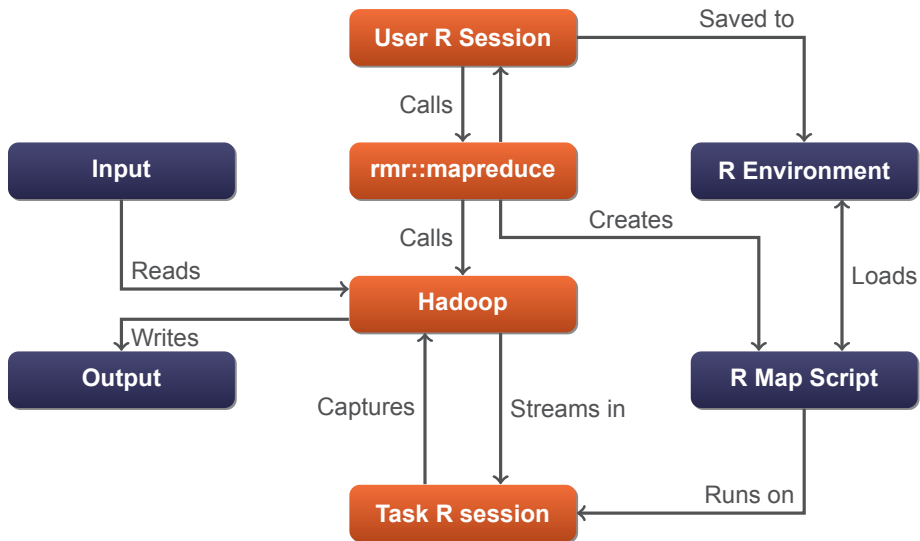 User R Session
Saved to
Calls
Input
rmr::mapreduce
R Environment
Calls
Creates
Reads
Loads
Hadoop
Writes
Output
R Map Script
Captures
Streams in
Runs on
Task R session